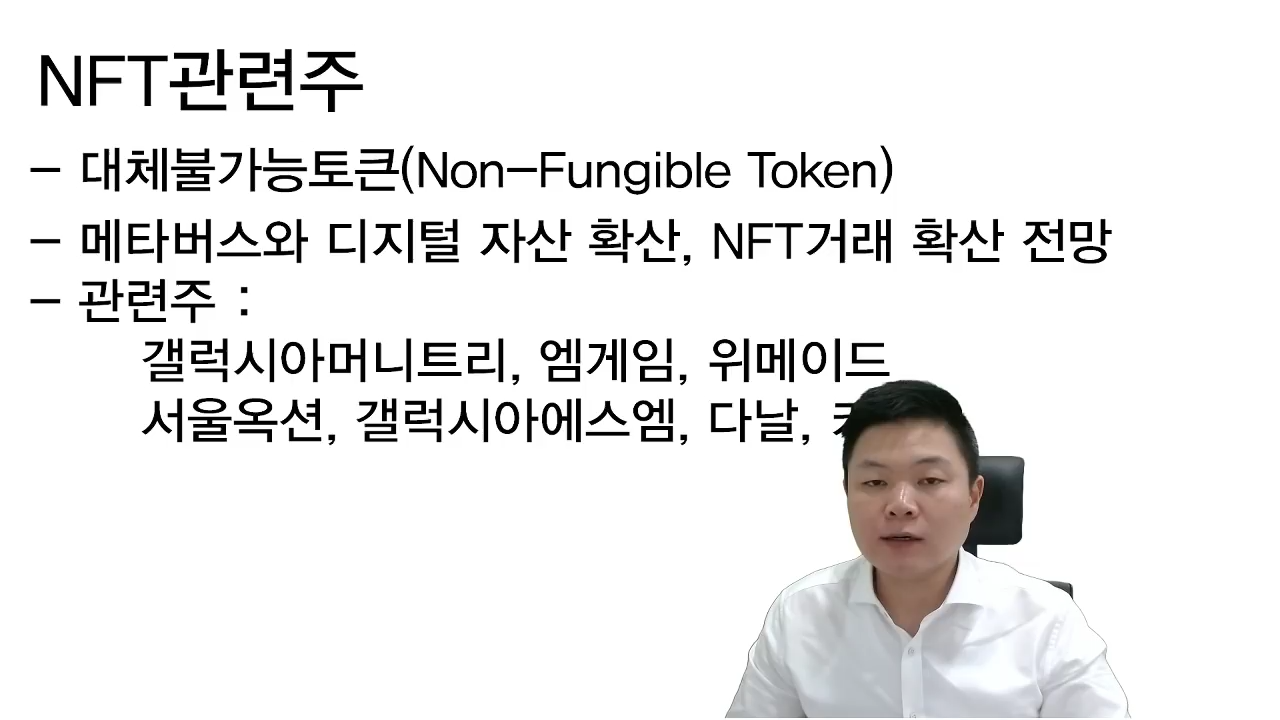 NFT관련주
- 대체불가능토큰(Non-Fungible Token)
- 메타버스와 디지털 자산 확산, NFT거래 확산 전망
- 관련주 :
갤럭시아머니트리, 엠게임, 위메이드
서울옥션, 갤럭시아에스엠, 다날,